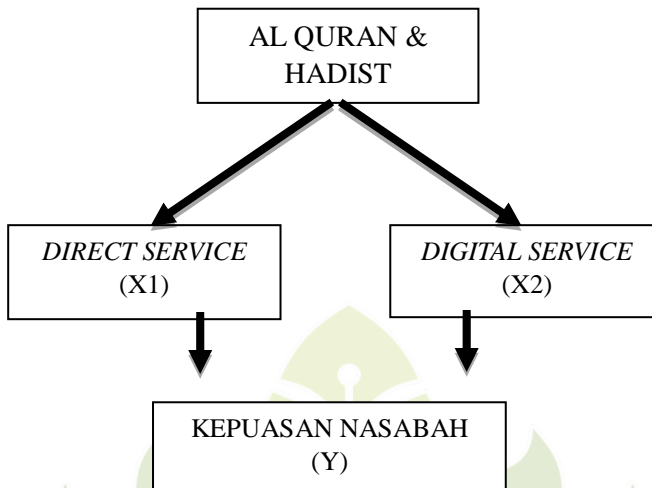 AL QURAN &
HADIST
DIRECT SERVICE
(X1)
DIGITAL SERVICE
(X2)
KEPUASAN NASABAH
(Y)